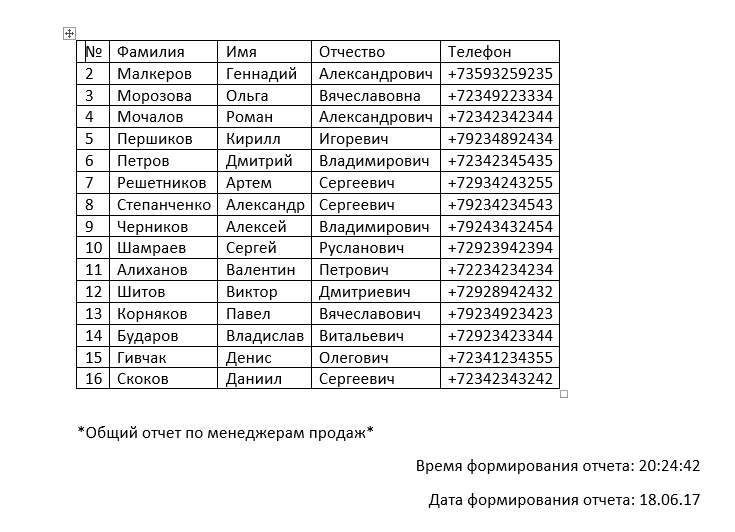 № Фамилия Имя Отчество Телефон
2 Малкеров Геннадий Александрович +73593259235
3 Морозова Ольга Вячеславовна +72349223334
4 Мочалов Роман Александрович +72342342344
5 Першиков Кирилл Игоревич +79234892434
6 Петров Дмитрий Владимирович +72342345435
7 Решетников Артем Сергеевич +72934243255
8 Степанченко Александр Сергеевич +79234234543
9 Черников Алексей Владимирович +79243432454
10 Шамраев Сергей Русланович +72923942394
11 Алиханов Валентин Петрович +72234234234
12 Шитов Виктор Дмитриевич +72928942432
13 Корняков Павел Вячеславович +79234923423
14 Бударов Владислав Витальевич +72923423344
15 Гивчак Денис Олегович +72341234355
16 Скоков Даниил Сергеевич +72342343242
*Общий отчет по менеджерам продаж*
Время формирования отчета: 20:24:42
Дата формирования отчета: 18.06.17